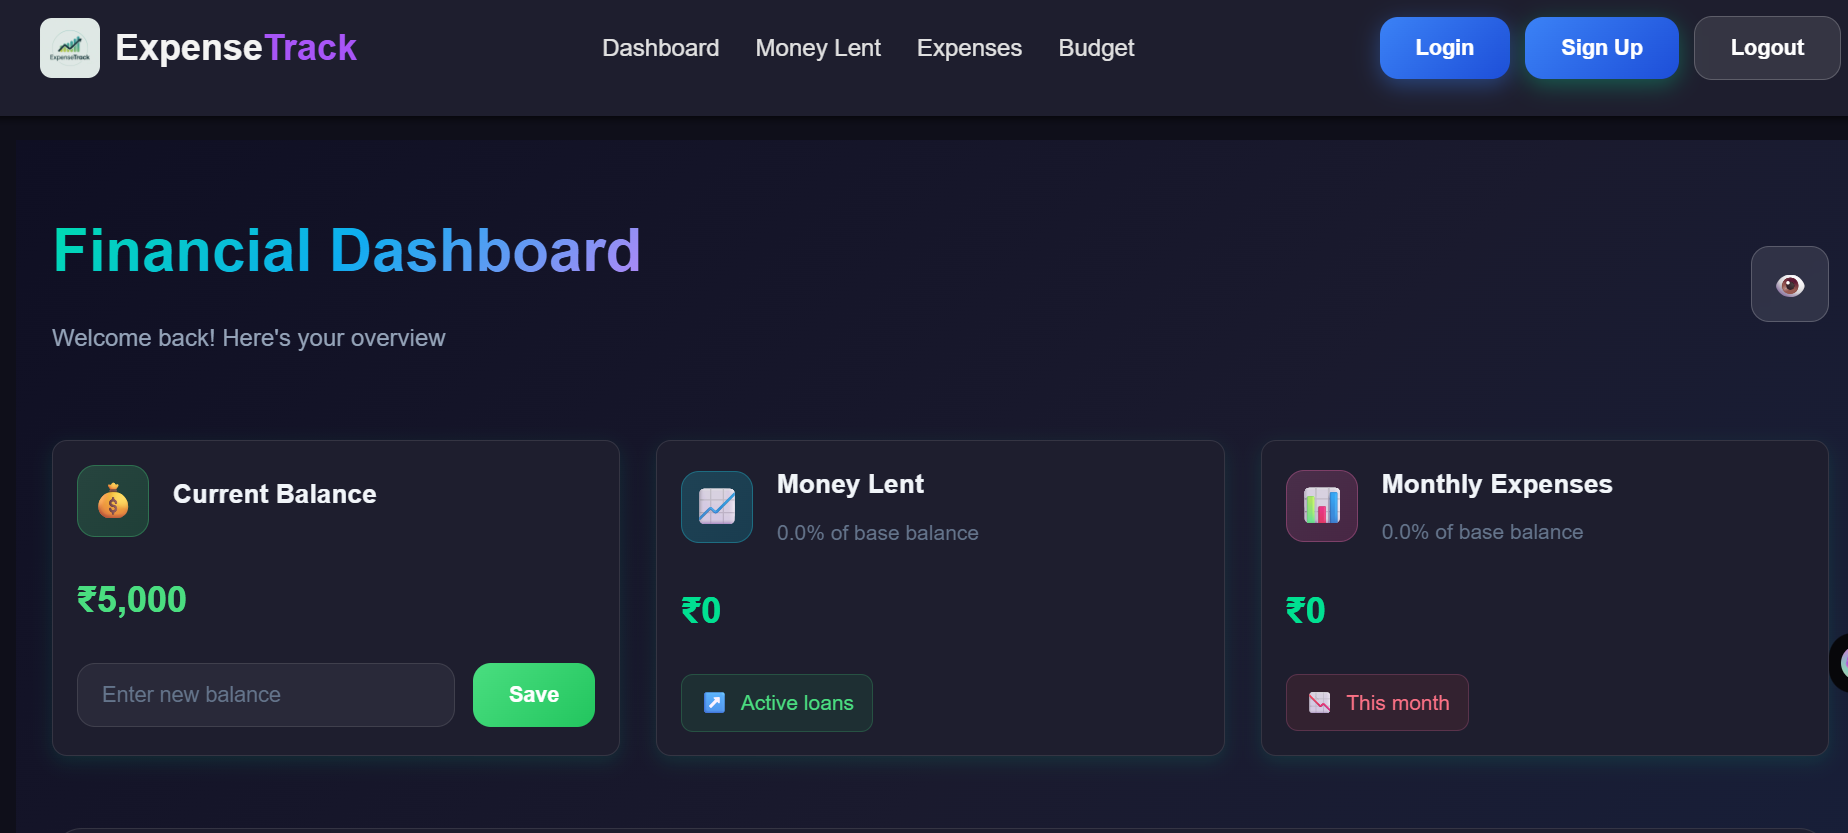 ExpenseTrack
ExpenseTrack
Dashboard
Money Lent
Expenses
Budget
Login
Sign Up
Logout
Financial Dashboard
Welcome back! Here's your overview
Current Balance
₹5,000
Enter new balance
Save
Money Lent
0.0% of base balance
₹0
Active loans
Monthly Expenses
0.0% of base balance
₹0
This month